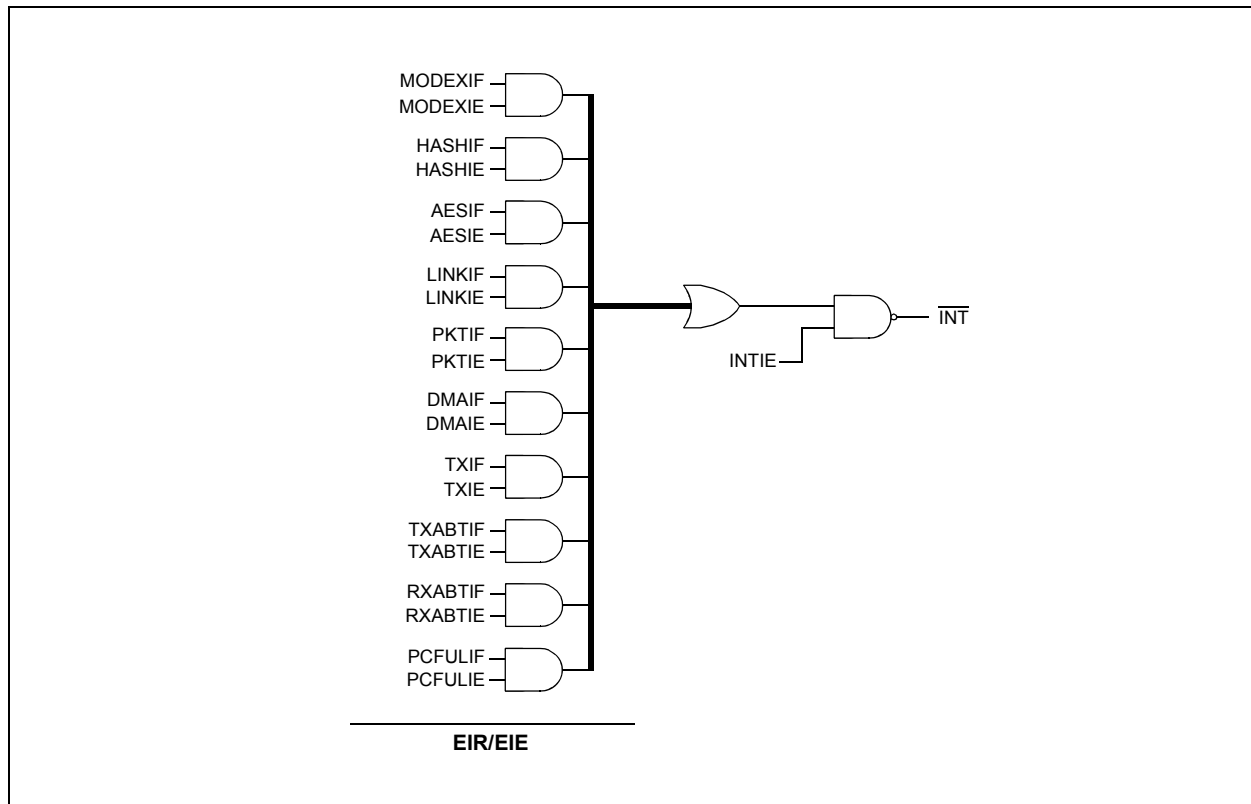 MODEXIF
MODEXIE
HASHIF
HASHIE
AESIF
AESIE
LINKIF
LINKIE
PKTIF
PKTIE
DMAIF
DMAIE
TXIF
TXIE
TXABTIF
TXABTIE
RXABTIF
RXABTIE
PCFULIF
PCFULIE
INTIE
INT
EIR/EIE